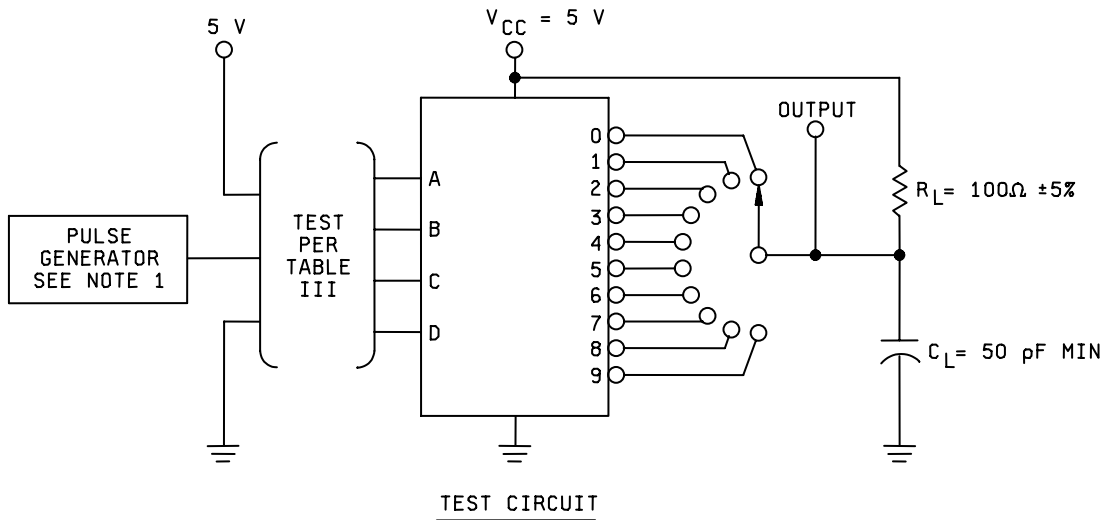 5 V
V_CC = 5 V
PULSE
GENERATOR
SEE NOTE 1
TEST
PER
TABLE
III
A
B
C
D
0
1
2
3
4
5
6
7
8
9
OUTPUT
R_L= 100Ω ±5%
C_L= 50 pF MIN
TEST CIRCUIT